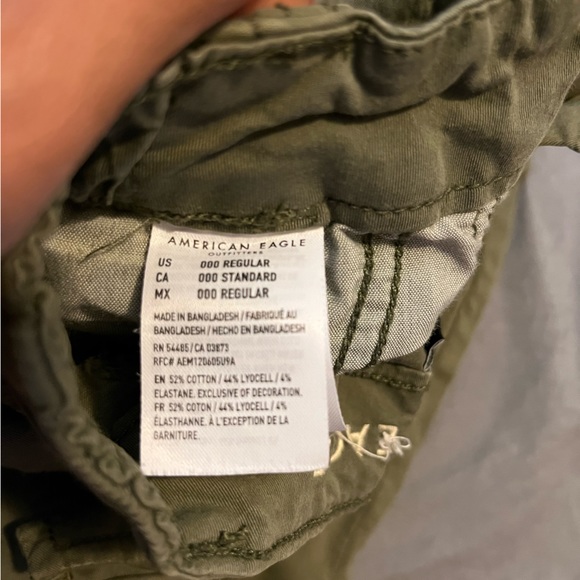 AMERICAN EAGLE
OUTFITTERS
US 000 REGULAR
CA 000 STANDARD
MX 000 REGULAR
MADE IN BANGLADESH / FABRIQUÉ AU
BANGLADESH / HECHO EN BANGLADESH
RN 54485 / CA 03873
RFC# AEM120605U9A
EN 52% COTTON / 44% LYOCELL / 4%
ELASTANE. EXCLUSIVE OF DECORATION.
FR 52% COTTON / 44% LYOCELL / 4%
ÉLASTHANNE. À L'EXCEPTION DE LA
GARNITURE.